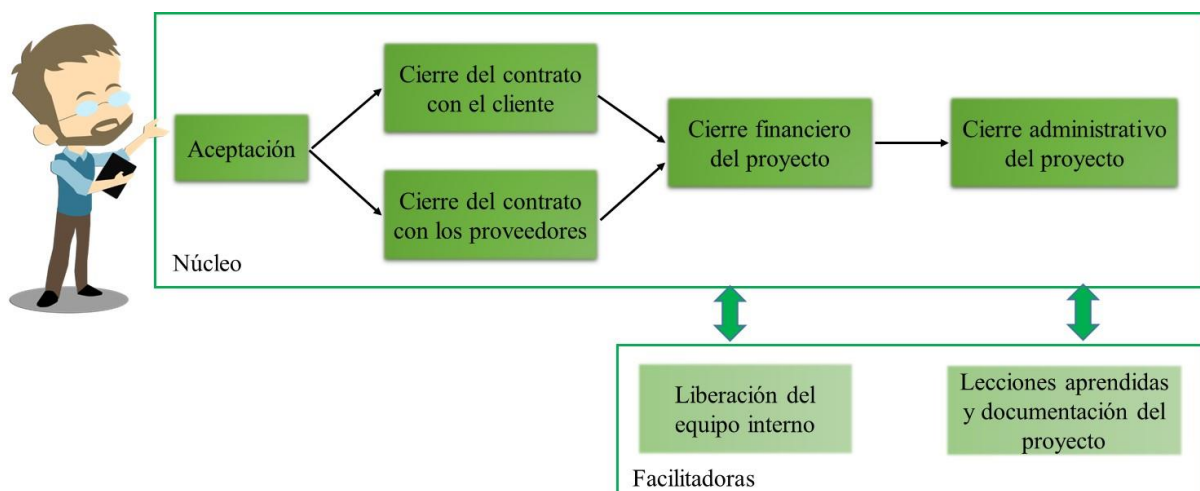 Aceptación
Cierre del contrato
con el cliente
Cierre del contrato
con los proveedores
Cierre financiero
del proyecto
Cierre administrativo
del proyecto
Núcleo
Liberación del
equipo interno
Lecciones aprendidas
y documentación del
proyecto
Facilitadoras